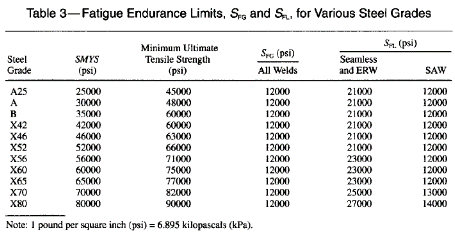 Table 3—Fatigue Endurance Limits, SFG and SFL, for Various Steel Grades
Steel Grade SMYS (psi) Minimum Ultimate Tensile Strength (psi) SFG (psi) All Welds SFL (psi) Seamless and ERW SAW
A25 25000 45000 12000 21000 12000
A 30000 48000 12000 21000 12000
B 35000 60000 12000 21000 12000
X42 42000 60000 12000 21000 12000
X46 46000 63000 12000 21000 12000
X52 52000 66000 12000 21000 12000
X56 56000 71000 12000 23000 12000
X60 60000 75000 12000 23000 12000
X65 65000 77000 12000 23000 12000
X70 70000 82000 12000 25000 13000
X80 80000 90000 12000 27000 14000
Note: 1 pound per square inch (psi) = 6.895 kilopascals (kPa).